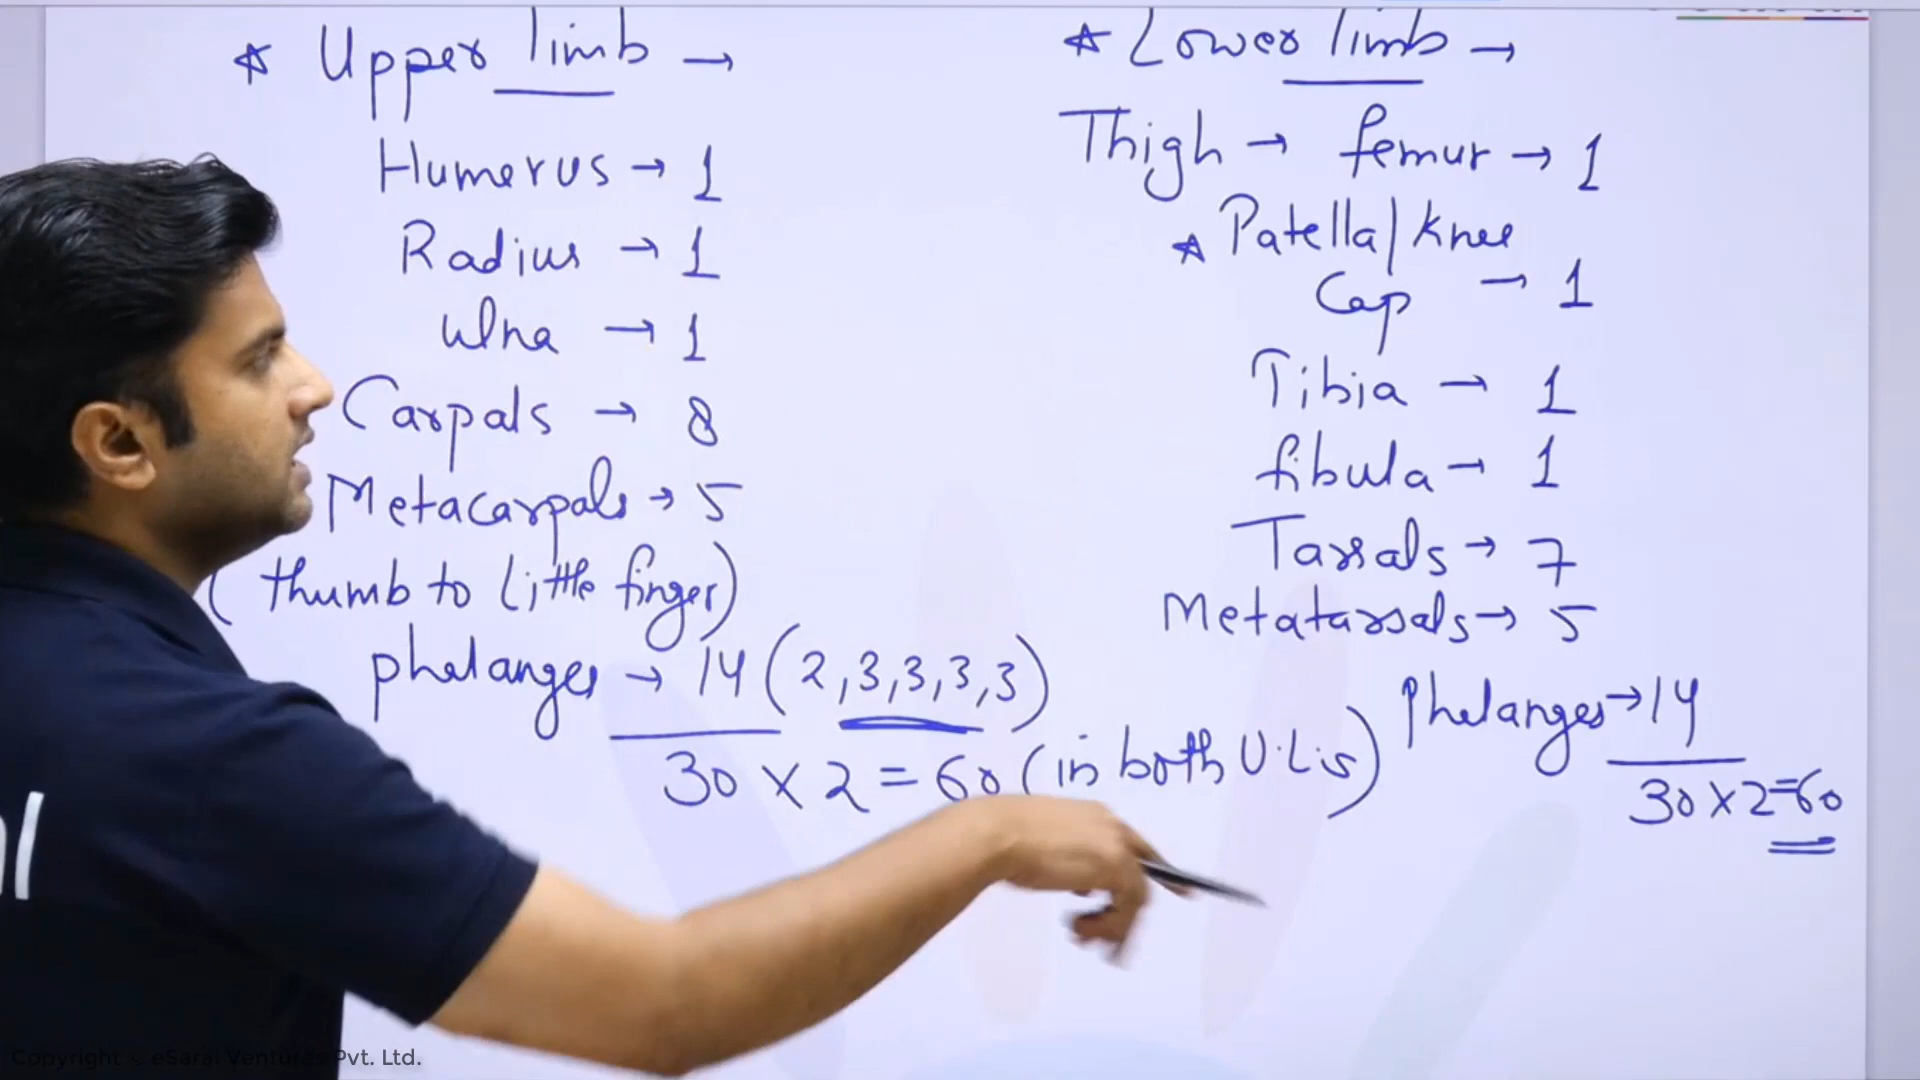 ☆ Upper limb →
Humerus → 1
Radius → 1
Ulna → 1
Carpals → 8
Metacarpals → 5
(thumb to little finger)
phalanges → 14 (2,3,3,3,3)
30 x 2 = 60 (in both U.L.s)
☆ Lower limb →
Thigh → femur → 1
☆ Patella/knee
Cap → 1
Tibia → 1
fibula → 1
Tarsals → 7
Metatarsals → 5
Phalanges → 14
30 x 2 = 60
Copyright © eSaral Ventures Pvt. Ltd.